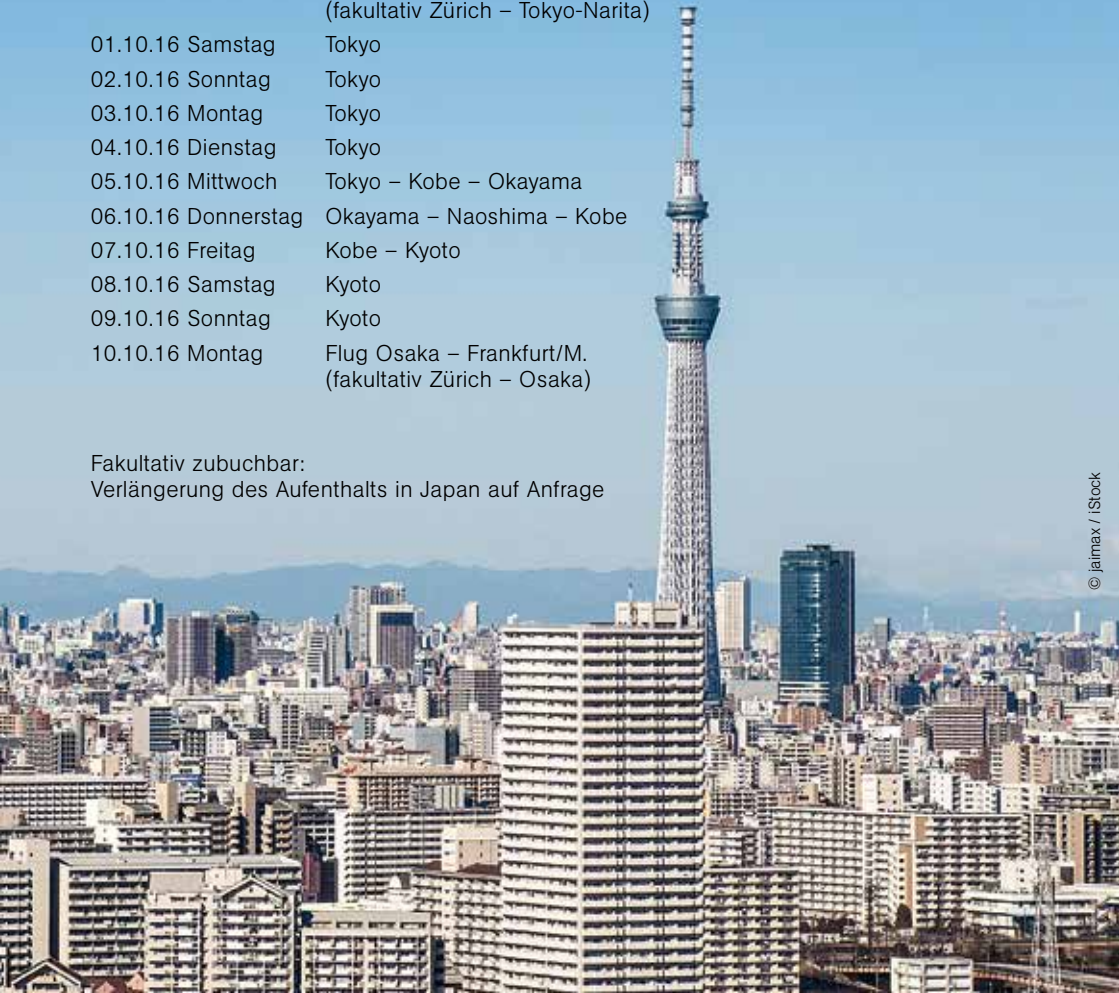 (fakultativ Zürich – Tokyo-Narita)
01.10.16 Samstag Tokyo
02.10.16 Sonntag Tokyo
03.10.16 Montag Tokyo
04.10.16 Dienstag Tokyo
05.10.16 Mittwoch Tokyo – Kobe – Okayama
06.10.16 Donnerstag Okayama – Naoshima – Kobe
07.10.16 Freitag Kobe – Kyoto
08.10.16 Samstag Kyoto
09.10.16 Sonntag Kyoto
10.10.16 Montag Flug Osaka – Frankfurt/M.
(fakultativ Zürich – Osaka)
Fakultativ zubuchbar:
Verlängerung des Aufenthalts in Japan auf Anfrage
© jaimax / iStock